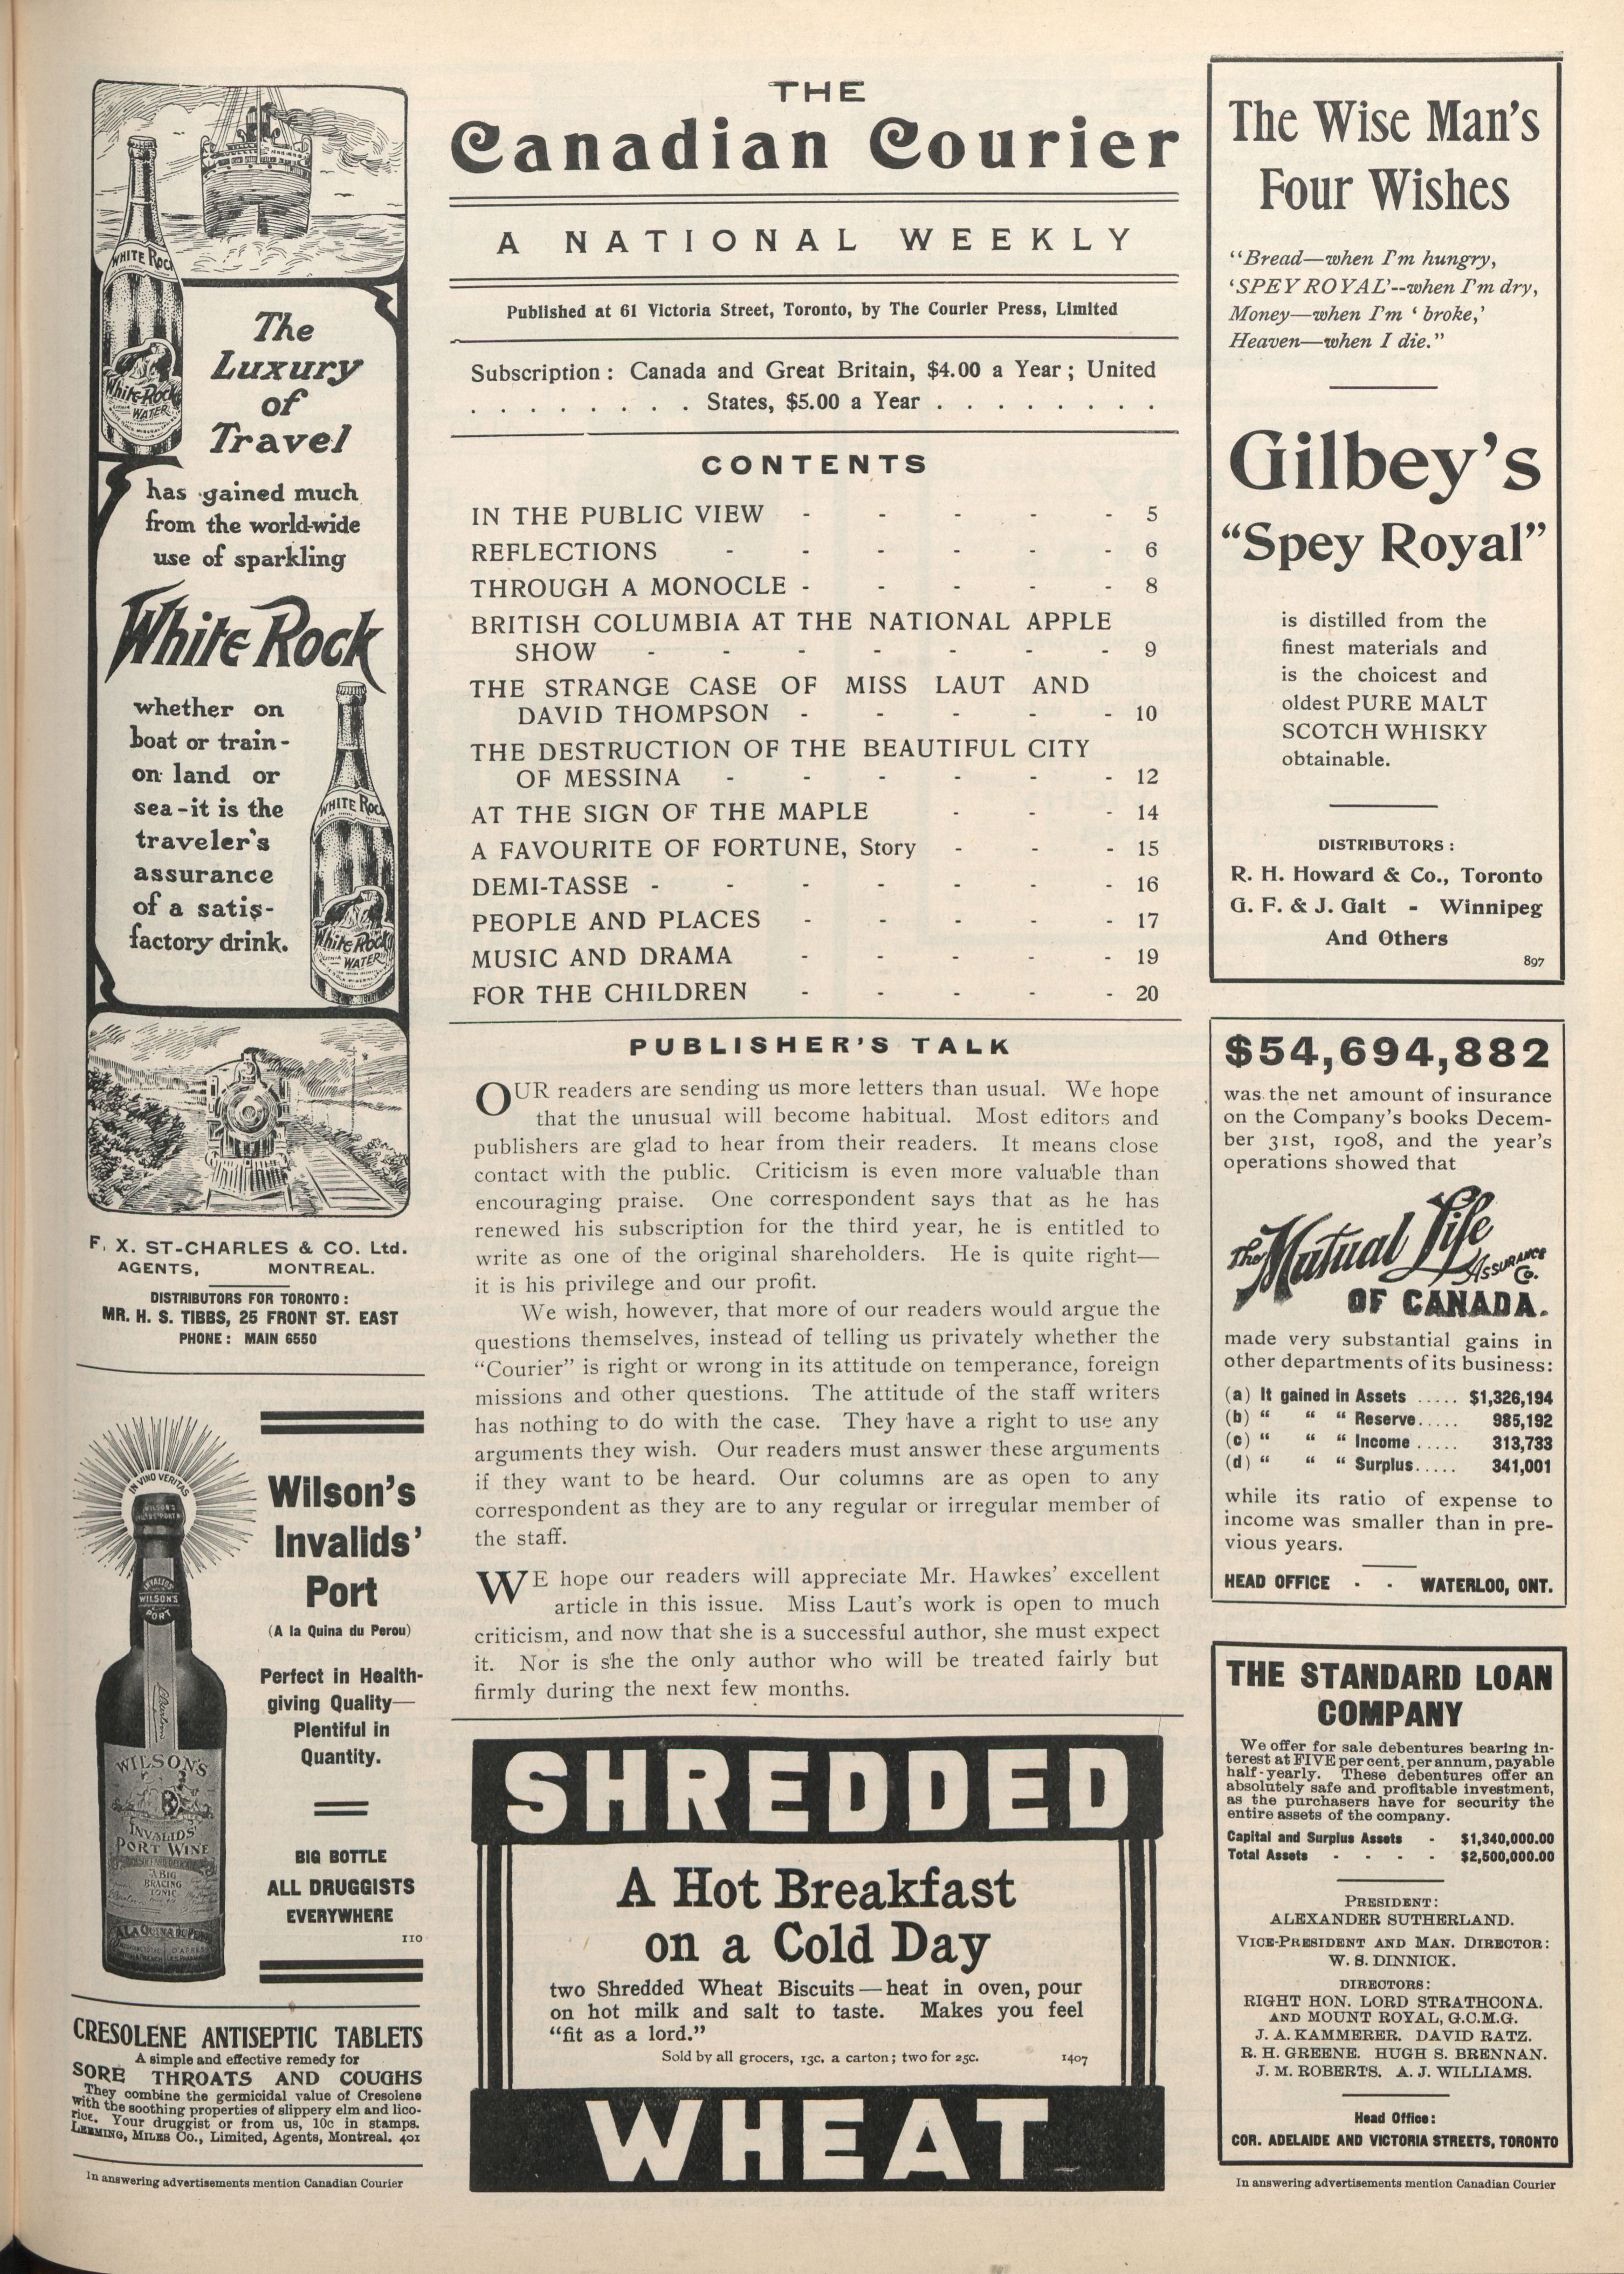 THE
Canadian Courier
A NATIONAL WEEKLY
Published at 61 Victoria Street, Toronto, by The Courier Press, Limited
Subscription : Canada and Great Britain, $4.00 a Year ; United
. . . . . . . . States, $5.00 a Year . . . . . . . .
CONTENTS
IN THE PUBLIC VIEW - - - - - 5
REFLECTIONS - - - - - - 6
THROUGH A MONOCLE - - - - - 8
BRITISH COLUMBIA AT THE NATIONAL APPLE
SHOW - - - - - - - 9
THE STRANGE CASE OF MISS LAUT AND
DAVID THOMPSON - - - - - 10
THE DESTRUCTION OF THE BEAUTIFUL CITY
OF MESSINA - - - - - - 12
AT THE SIGN OF THE MAPLE - - - 14
A FAVOURITE OF FORTUNE, Story - - - 15
DEMI-TASSE - - - - - - - 16
PEOPLE AND PLACES - - - - - 17
MUSIC AND DRAMA - - - - - 19
FOR THE CHILDREN - - - - - 20
PUBLISHER'S TALK
OUR readers are sending us more letters than usual. We hope
that the unusual will become habitual. Most editors and
publishers are glad to hear from their readers. It means close
contact with the public. Criticism is even more valuable than
encouraging praise. One correspondent says that as he has
renewed his subscription for the third year, he is entitled to
write as one of the original shareholders. He is quite right—
it is his privilege and our profit.
We wish, however, that more of our readers would argue the
questions themselves, instead of telling us privately whether the
"Courier" is right or wrong in its attitude on temperance, foreign
missions and other questions. The attitude of the staff writers
has nothing to do with the case. They have a right to use any
arguments they wish. Our readers must answer these arguments
if they want to be heard. Our columns are as open to any
correspondent as they are to any regular or irregular member of
the staff.
WE hope our readers will appreciate Mr. Hawkes' excellent
article in this issue. Miss Laut's work is open to much
criticism, and now that she is a successful author, she must expect
it. Nor is she the only author who will be treated fairly but
firmly during the next few months.
SHREDDED
A Hot Breakfast
on a Cold Day
two Shredded Wheat Biscuits—heat in oven, pour
on hot milk and salt to taste. Makes you feel
"fit as a lord."
Sold by all grocers, 13c. a carton; two for 25c. 1407
WHEAT
WHITE ROCK
White Rock
WATER
The
Luxury
of
Travel
has gained much
from the world-wide
use of sparkling
White Rock
whether on
boat or train-
on land or
sea-it is the
traveler's
assurance
of a satis-
factory drink.
WHITE ROCK
White Rock
WATER
F. X. ST-CHARLES & CO. Ltd.
AGENTS, MONTREAL.
DISTRIBUTORS FOR TORONTO :
MR. H. S. TIBBS, 25 FRONT ST. EAST
PHONE : MAIN 6550
IN VINO VERITAS
INVALIDS
WILSON'S
PORT
WILSON'S
INVALIDS'
PORT WINE
A BIG
BRACING
TONIC
A LA QUINA DU PEROU
Wilson's
Invalids'
Port
(A la Quina du Perou)
Perfect in Health-
giving Quality—
Plentiful in
Quantity.
BIG BOTTLE
ALL DRUGGISTS
EVERYWHERE
110
CRESOLENE ANTISEPTIC TABLETS
A simple and effective remedy for
SORE THROATS AND COUGHS
They combine the germicidal value of Cresolene
with the soothing properties of slippery elm and lico-
rice. Your druggist or from us, 10c in stamps.
LEEMING, MILES Co., Limited, Agents, Montreal. 401
In answering advertisements mention Canadian Courier
The Wise Man's
Four Wishes
"Bread—when I'm hungry,
'SPEY ROYAL'--when I'm dry,
Money—when I'm ' broke,'
Heaven—when I die."
Gilbey's
"Spey Royal"
is distilled from the
finest materials and
is the choicest and
oldest PURE MALT
SCOTCH WHISKY
obtainable.
DISTRIBUTORS :
R. H. Howard & Co., Toronto
G. F. & J. Galt - Winnipeg
And Others
897
$54,694,882
was the net amount of insurance
on the Company's books Decem-
ber 31st, 1908, and the year's
operations showed that
The Mutual Life
ASSURANCE
Co.
OF CANADA.
made very substantial gains in
other departments of its business:
(a) It gained in Assets ..... $1,326,194
(b) " " " Reserve..... 985,192
(c) " " " Income ..... 313,733
(d) " " " Surplus..... 341,001
while its ratio of expense to
income was smaller than in pre-
vious years.
HEAD OFFICE - - WATERLOO, ONT.
THE STANDARD LOAN
COMPANY
We offer for sale debentures bearing in-
terest at FIVE per cent. per annum, payable
half-yearly. These debentures offer an
absolutely safe and profitable investment,
as the purchasers have for security the
entire assets of the company.
Capital and Surplus Assets - $1,340,000.00
Total Assets - - - - $2,500,000.00
PRESIDENT:
ALEXANDER SUTHERLAND.
VICE-PRESIDENT AND MAN. DIRECTOR:
W. S. DINNICK.
DIRECTORS:
RIGHT HON. LORD STRATHCONA.
AND MOUNT ROYAL, G.C.M.G.
J. A. KAMMERER. DAVID RATZ.
R. H. GREENE. HUGH S. BRENNAN.
J. M. ROBERTS. A. J. WILLIAMS.
Head Office:
COR. ADELAIDE AND VICTORIA STREETS, TORONTO
In answering advertisements mention Canadian Courier